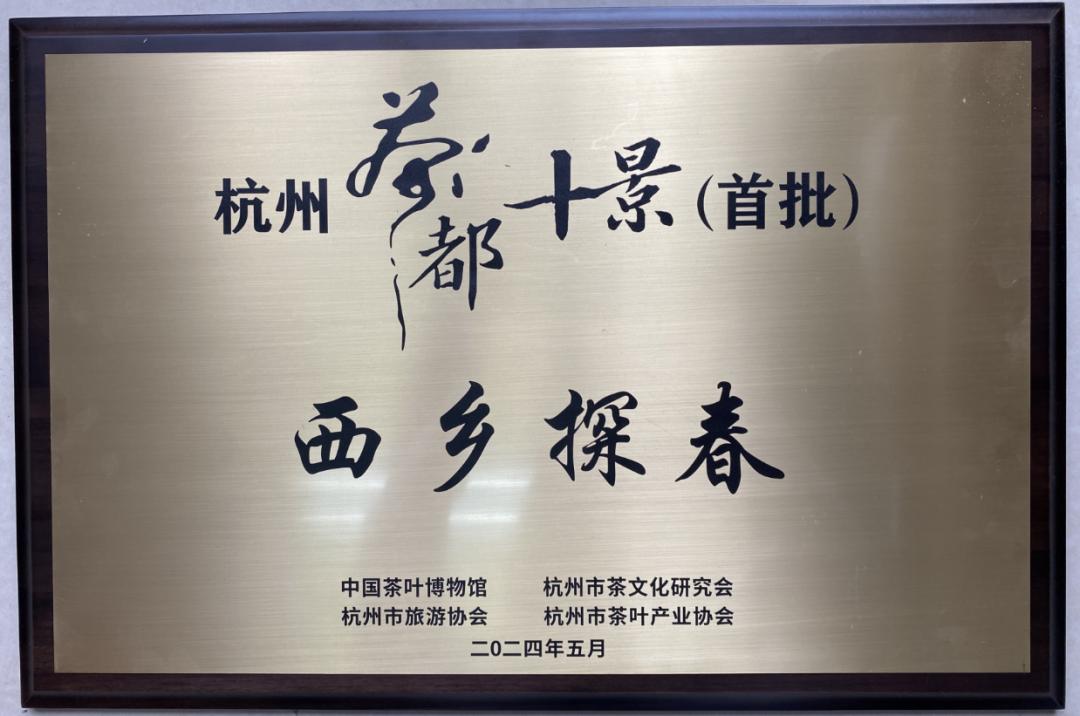 杭州茶都十景(首批)
西乡探春
中国茶叶博物馆 杭州市茶文化研究会
杭州市旅游协会 杭州市茶叶产业协会
二0二四年五月